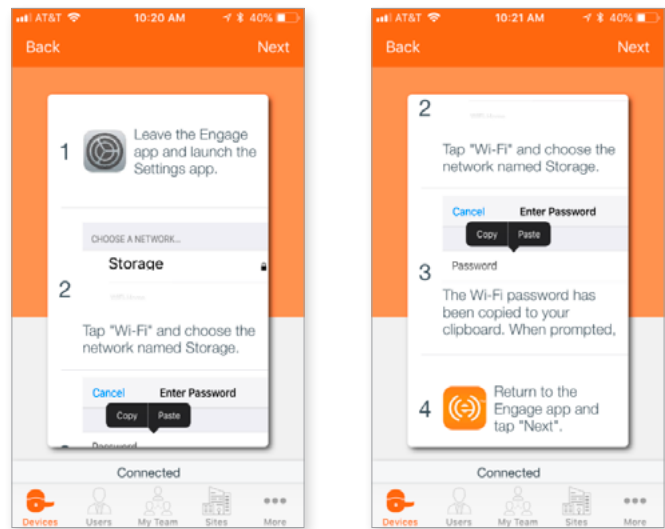 AT&T 10:20 AM 40%
Back Next
1
Leave the Engage
app and launch the
Settings app.
CHOOSE A NETWORK...
Storage
2
Tap "Wi-Fi" and choose the
network named Storage.
Cancel Enter Password
Copy Paste
Password
Connected
Devices Users My Team Sites More
AT&T 10:21 AM 40%
Back Next
2
Tap "Wi-Fi" and choose the
network named Storage.
Cancel Enter Password
Copy Paste
Password
3
The Wi-Fi password has
been copied to your
clipboard. When prompted,
4
Return to the
Engage app and
tap "Next".
Connected
Devices Users My Team Sites More